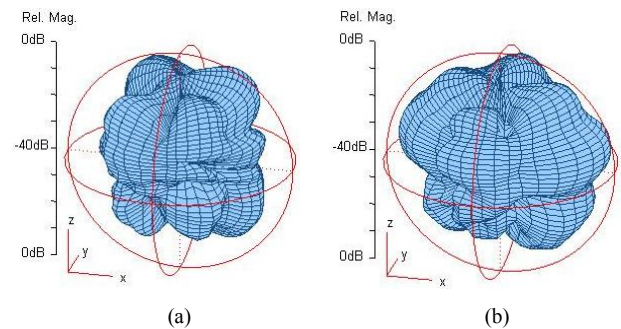 Rel. Mag.
0dB
-40dB
0dB
z
y
x
(a)
Rel. Mag.
0dB
-40dB
0dB
z
y
x
(b)